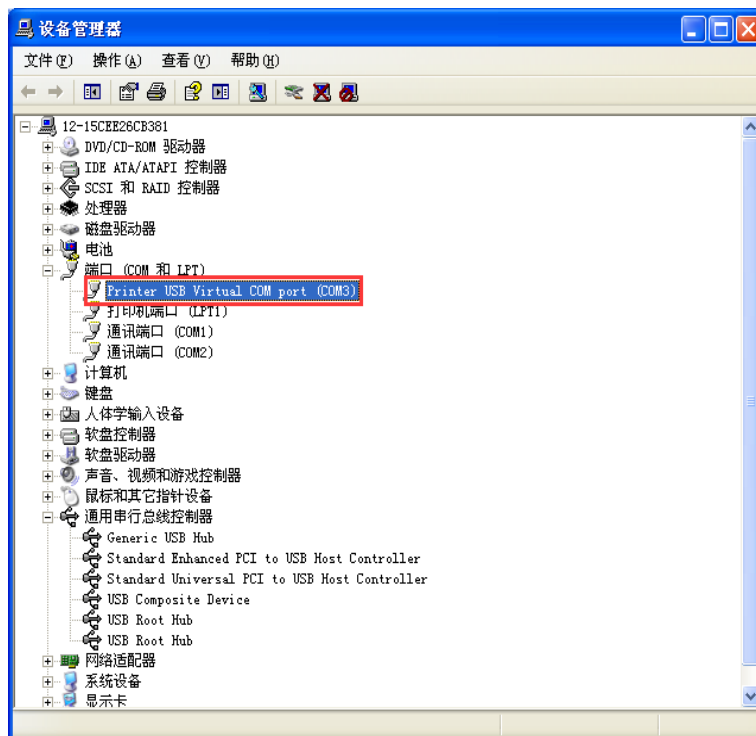 设备管理器
文件(F) 操作(A) 查看(V) 帮助(H)
12-15CEE26CB381
DVD/CD-ROM 驱动器
IDE ATA/ATAPI 控制器
SCSI 和 RAID 控制器
处理器
磁盘驱动器
电池
端口 (COM 和 LPT)
Printer USB Virtual COM port (COM3)
打印机端口 (LPT1)
通讯端口 (COM1)
通讯端口 (COM2)
计算机
键盘
人体学输入设备
软盘控制器
软盘驱动器
声音、视频和游戏控制器
鼠标和其它指针设备
通用串行总线控制器
Generic USB Hub
Standard Enhanced PCI to USB Host Controller
Standard Universal PCI to USB Host Controller
USB Composite Device
USB Root Hub
USB Root Hub
网络适配器
系统设备
显示卡